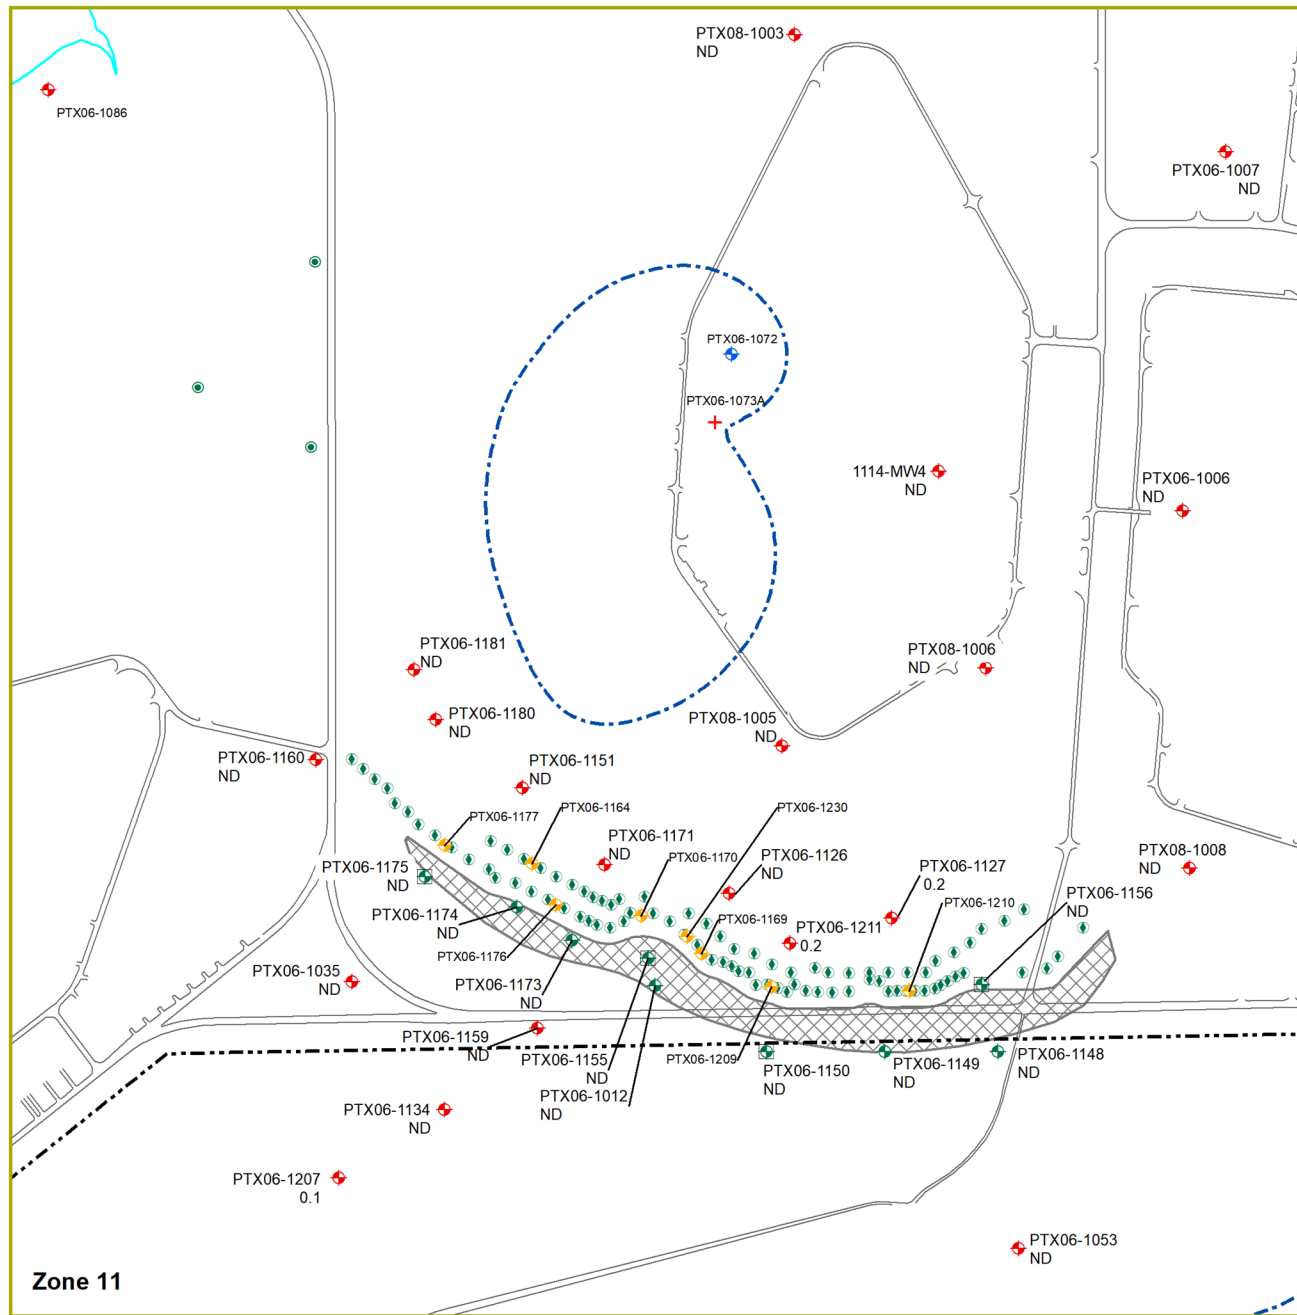 PTX08-1003
ND
PTX06-1086
PTX06-1007
ND
PTX06-1072
PTX06-1073A
1114-MW4
ND
PTX06-1006
ND
PTX06-1181
ND
PTX08-1006
ND
PTX06-1180
ND
PTX08-1005
ND
PTX06-1160
ND
PTX06-1151
ND
PTX06-1177
PTX06-1164
PTX06-1230
PTX06-1171
ND
PTX06-1170
PTX06-1126
ND
PTX06-1175
ND
PTX06-1127
0.2
PTX08-1008
ND
PTX06-1156
ND
PTX06-1174
ND
PTX06-1169
PTX06-1211
0.2
PTX06-1210
PTX06-1176
PTX06-1035
ND
PTX06-1173
ND
PTX06-1159
ND
PTX06-1155
ND
PTX06-1209
PTX06-1150
ND
PTX06-1149
ND
PTX06-1148
ND
PTX06-1012
ND
PTX06-1134
ND
PTX06-1207
0.1
PTX06-1053
ND
Zone 11